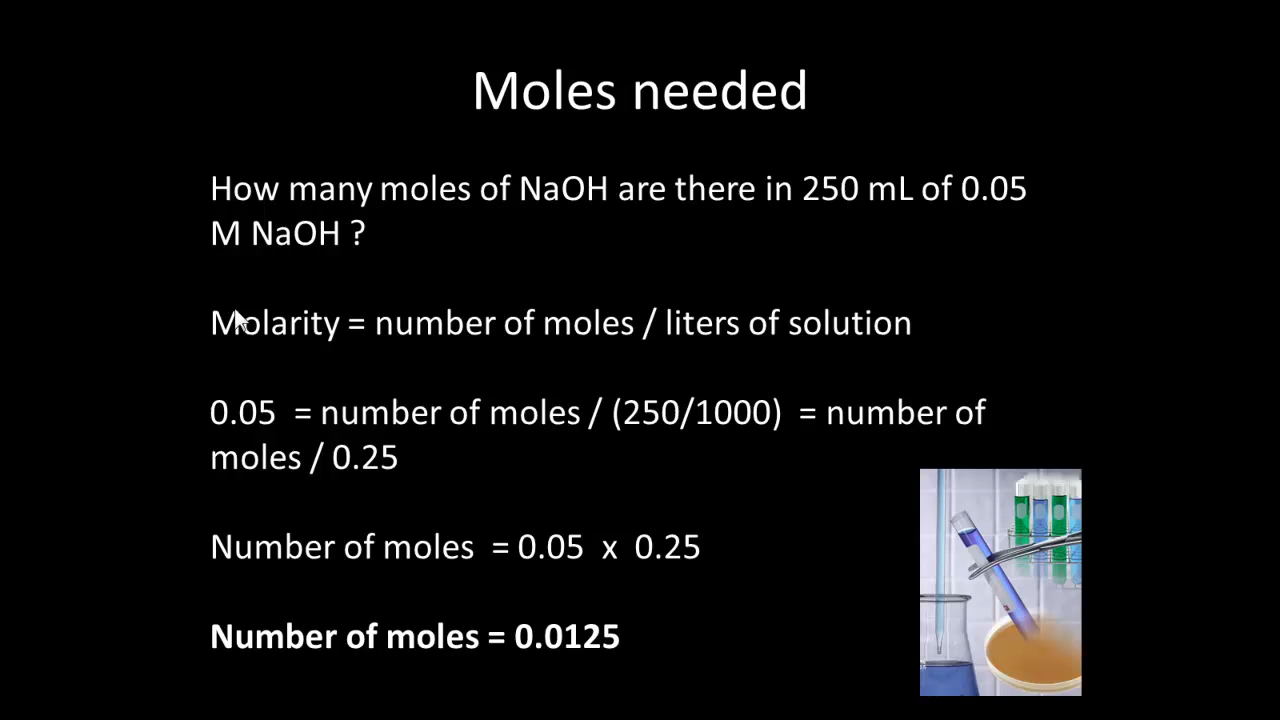 Moles needed
How many moles of NaOH are there in 250 mL of 0.05
M NaOH ?
Molarity = number of moles / liters of solution
0.05 = number of moles / (250/1000) = number of
moles / 0.25
Number of moles = 0.05 x 0.25
Number of moles = 0.0125